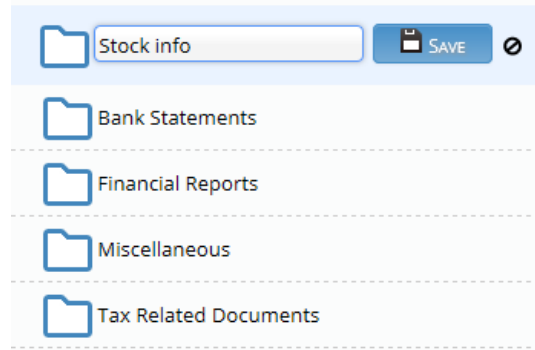 Stock info
SAVE
Bank Statements
Financial Reports
Miscellaneous
Tax Related Documents